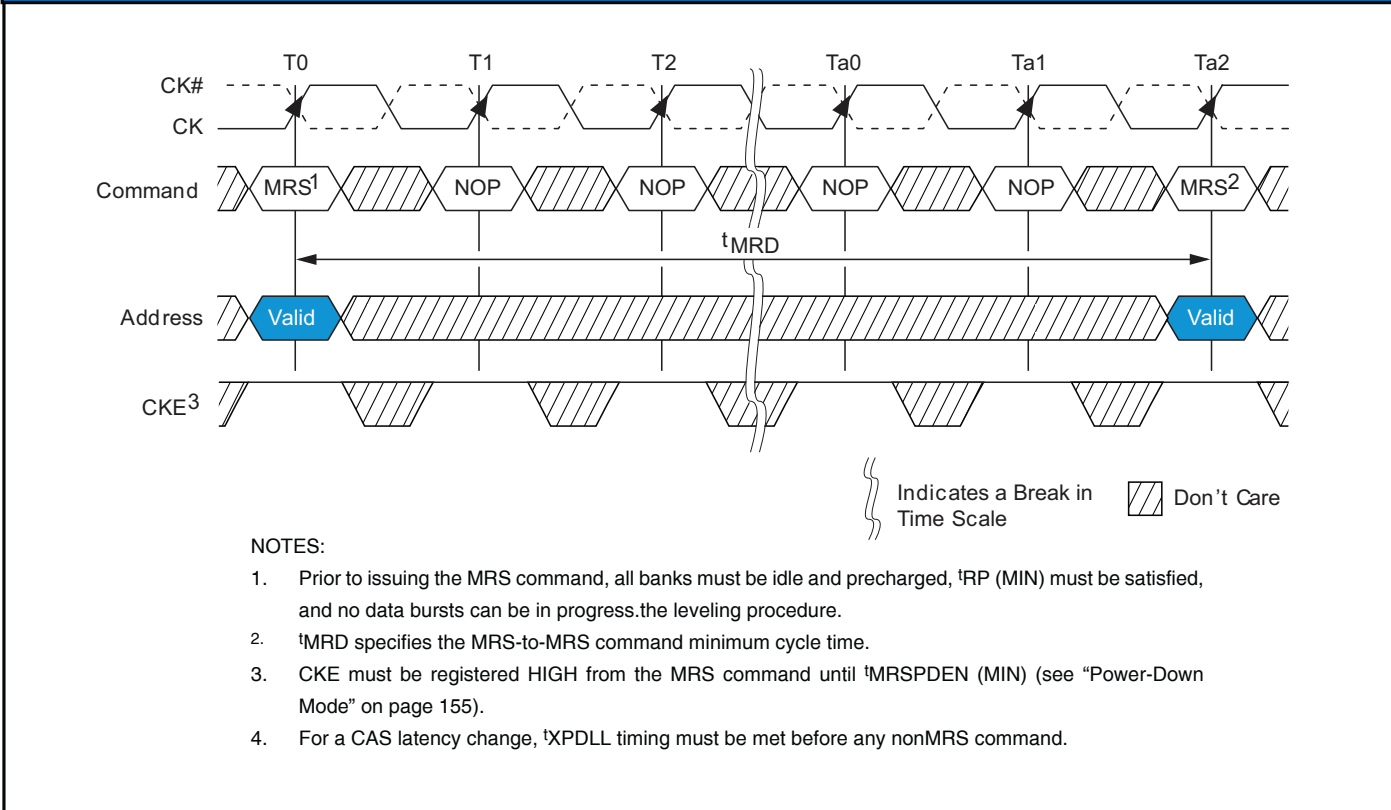 T0 T1 T2 Ta0 Ta1 Ta2
CK#
CK
Command MRS1 NOP NOP NOP NOP MRS2
tMRD
Address Valid Valid
CKE3
Indicates a Break in
Time Scale
Don't Care
NOTES:
1. Prior to issuing the MRS command, all banks must be idle and precharged, tRP (MIN) must be satisfied,
and no data bursts can be in progress.the leveling procedure.
2. tMRD specifies the MRS-to-MRS command minimum cycle time.
3. CKE must be registered HIGH from the MRS command until tMRSPDEN (MIN) (see “Power-Down
Mode” on page 155).
4. For a CAS latency change, tXPDLL timing must be met before any nonMRS command.